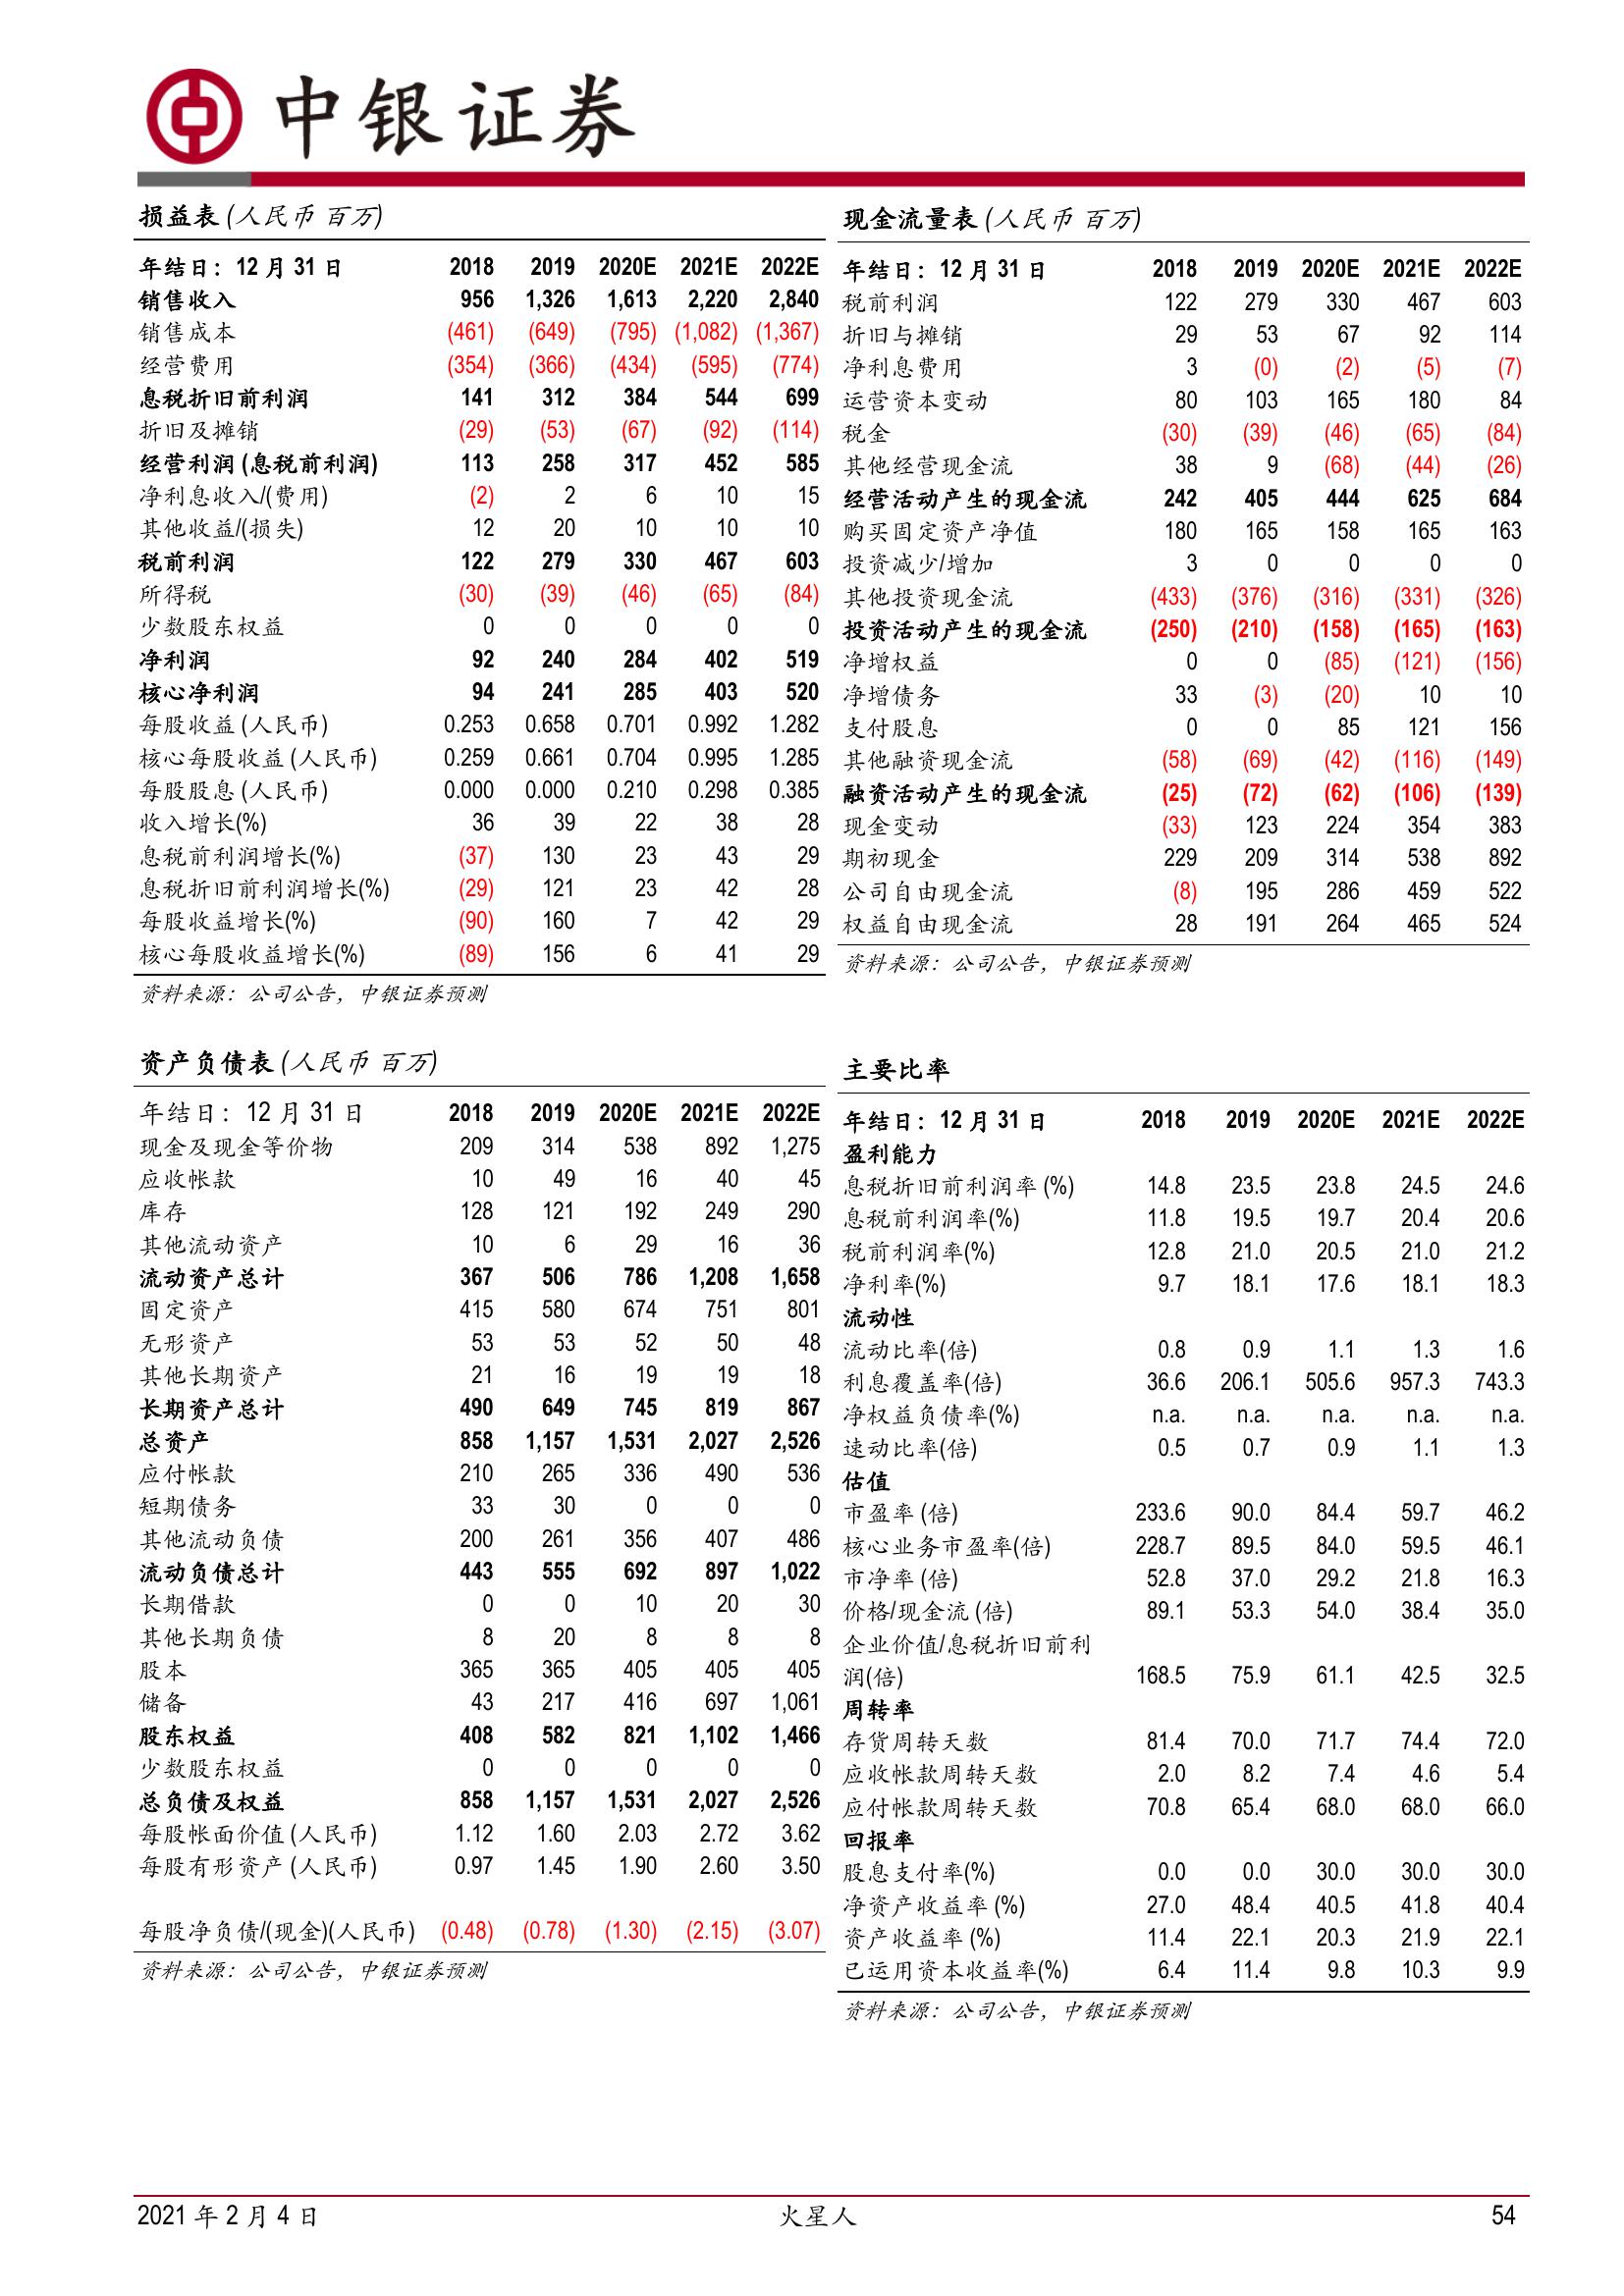 中银证券
损益表 (人民币 百万)
年结日：12 月 31 日 2018 2019 2020E 2021E 2022E
销售收入 956 1,326 1,613 2,220 2,840
销售成本 (461) (649) (795) (1,082) (1,367)
经营费用 (354) (366) (434) (595) (774)
息税折旧前利润 141 312 384 544 699
折旧及摊销 (29) (53) (67) (92) (114)
经营利润 (息税前利润) 113 258 317 452 585
净利息收入/(费用) (2) 2 6 10 15
其他收益/(损失) 12 20 10 10 10
税前利润 122 279 330 467 603
所得税 (30) (39) (46) (65) (84)
少数股东权益 0 0 0 0 0
净利润 92 240 284 402 519
核心净利润 94 241 285 403 520
每股收益 (人民币) 0.253 0.658 0.701 0.992 1.282
核心每股收益 (人民币) 0.259 0.661 0.704 0.995 1.285
每股股息 (人民币) 0.000 0.000 0.210 0.298 0.385
收入增长(%) 36 39 22 38 28
息税前利润增长(%) (37) 130 23 43 29
息税折旧前利润增长(%) (29) 121 23 42 28
每股收益增长(%) (90) 160 7 42 29
核心每股收益增长(%) (89) 156 6 41 29
资料来源：公司公告，中银证券预测
现金流量表 (人民币 百万)
年结日：12 月 31 日 2018 2019 2020E 2021E 2022E
税前利润 122 279 330 467 603
折旧与摊销 29 53 67 92 114
净利息费用 3 (0) (2) (5) (7)
运营资本变动 80 103 165 180 84
税金 (30) (39) (46) (65) (84)
其他经营现金流 38 9 (68) (44) (26)
经营活动产生的现金流 242 405 444 625 684
购买固定资产净值 180 165 158 165 163
投资减少/增加 3 0 0 0 0
其他投资现金流 (433) (376) (316) (331) (326)
投资活动产生的现金流 (250) (210) (158) (165) (163)
净增权益 0 0 (85) (121) (156)
净增债务 33 (3) (20) 10 10
支付股息 0 0 85 121 156
其他融资现金流 (58) (69) (42) (116) (149)
融资活动产生的现金流 (25) (72) (62) (106) (139)
现金变动 (33) 123 224 354 383
期初现金 229 209 314 538 892
公司自由现金流 (8) 195 286 459 522
权益自由现金流 28 191 264 465 524
资料来源：公司公告，中银证券预测
资产负债表 (人民币 百万)
年结日：12 月 31 日 2018 2019 2020E 2021E 2022E
现金及现金等价物 209 314 538 892 1,275
应收帐款 10 49 16 40 45
库存 128 121 192 249 290
其他流动资产 10 6 29 16 36
流动资产总计 367 506 786 1,208 1,658
固定资产 415 580 674 751 801
无形资产 53 53 52 50 48
其他长期资产 21 16 19 19 18
长期资产总计 490 649 745 819 867
总资产 858 1,157 1,531 2,027 2,526
应付帐款 210 265 336 490 536
短期债务 33 30 0 0 0
其他流动负债 200 261 356 407 486
流动负债总计 443 555 692 897 1,022
长期借款 0 0 10 20 30
其他长期负债 8 20 8 8 8
股本 365 365 405 405 405
储备 43 217 416 697 1,061
股东权益 408 582 821 1,102 1,466
少数股东权益 0 0 0 0 0
总负债及权益 858 1,157 1,531 2,027 2,526
每股帐面价值 (人民币) 1.12 1.60 2.03 2.72 3.62
每股有形资产 (人民币) 0.97 1.45 1.90 2.60 3.50
每股净负债/(现金)(人民币) (0.48) (0.78) (1.30) (2.15) (3.07)
资料来源：公司公告，中银证券预测
主要比率
年结日：12 月 31 日 2018 2019 2020E 2021E 2022E
盈利能力
息税折旧前利润率 (%) 14.8 23.5 23.8 24.5 24.6
息税前利润率(%) 11.8 19.5 19.7 20.4 20.6
税前利润率(%) 12.8 21.0 20.5 21.0 21.2
净利率(%) 9.7 18.1 17.6 18.1 18.3
流动性
流动比率(倍) 0.8 0.9 1.1 1.3 1.6
利息覆盖率(倍) 36.6 206.1 505.6 957.3 743.3
净权益负债率(%) n.a. n.a. n.a. n.a. n.a.
速动比率(倍) 0.5 0.7 0.9 1.1 1.3
估值
市盈率 (倍) 233.6 90.0 84.4 59.7 46.2
核心业务市盈率(倍) 228.7 89.5 84.0 59.5 46.1
市净率 (倍) 52.8 37.0 29.2 21.8 16.3
价格/现金流 (倍) 89.1 53.3 54.0 38.4 35.0
企业价值/息税折旧前利
润(倍) 168.5 75.9 61.1 42.5 32.5
周转率
存货周转天数 81.4 70.0 71.7 74.4 72.0
应收帐款周转天数 2.0 8.2 7.4 4.6 5.4
应付帐款周转天数 70.8 65.4 68.0 68.0 66.0
回报率
股息支付率(%) 0.0 0.0 30.0 30.0 30.0
净资产收益率 (%) 27.0 48.4 40.5 41.8 40.4
资产收益率 (%) 11.4 22.1 20.3 21.9 22.1
已运用资本收益率(%) 6.4 11.4 9.8 10.3 9.9
资料来源：公司公告，中银证券预测
2021 年 2 月 4 日 火星人 54